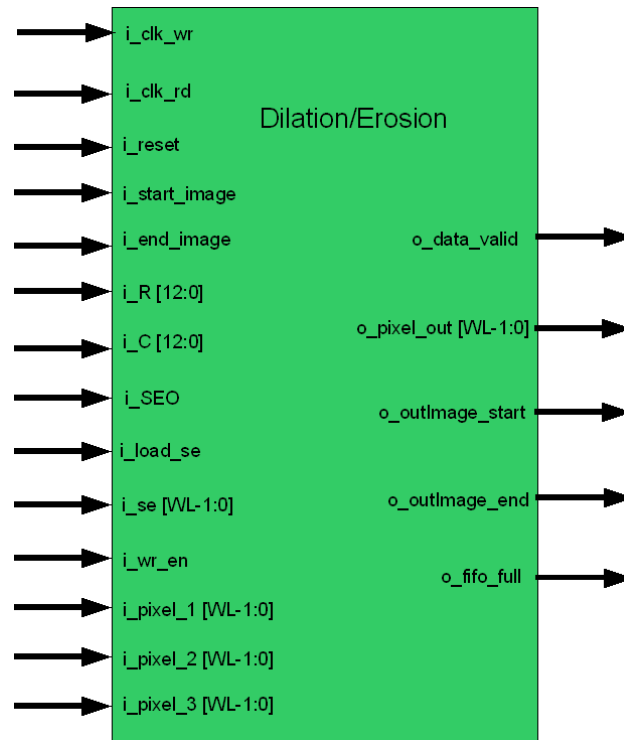 i_clk_wr
i_clk_rd
Dilation/Erosion
i_reset
i_start_image
i_end_image
o_data_valid
i_R [12:0]
o_pixel_out [WL-1:0]
i_C [12:0]
i_SEO
o_outImage_start
i_load_se
i_se [WL-1:0]
o_outImage_end
i_wr_en
o_fifo_full
i_pixel_1 [WL-1:0]
i_pixel_2 [WL-1:0]
i_pixel_3 [WL-1:0]